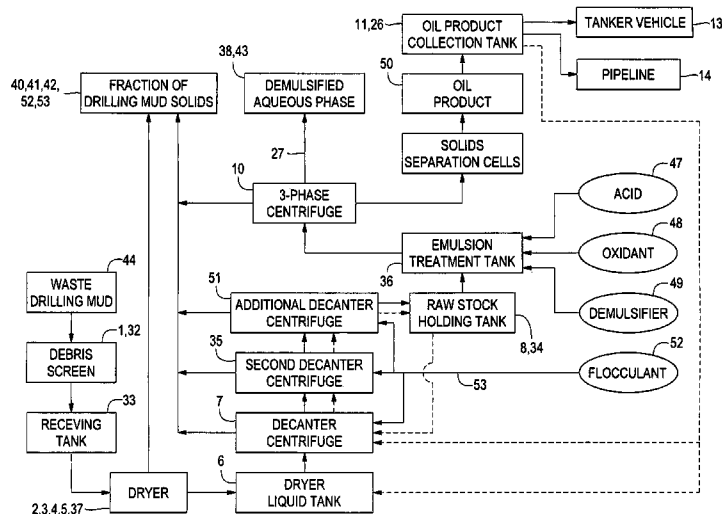 11,26
OIL PRODUCT
COLLECTION TANK
TANKER VEHICLE
13
PIPELINE
14
40,41,42,
52,53
FRACTION OF
DRILLING MUD SOLIDS
38,43
DEMULSIFIED
AQUEOUS PHASE
50
OIL
PRODUCT
27
SOLIDS
SEPARATION CELLS
10
3-PHASE
CENTRIFUGE
47
ACID
48
OXIDANT
EMULSION
TREATMENT TANK
36
49
DEMULSIFIER
44
WASTE
DRILLING MUD
51
ADDITIONAL DECANTER
CENTRIFUGE
RAW STOCK
HOLDING TANK
8,34
52
FLOCCULANT
53
1,32
DEBRIS
SCREEN
35
SECOND DECANTER
CENTRIFUGE
33
RECEVING
TANK
7
DECANTER
CENTRIFUGE
6
DRYER
LIQUID TANK
DRYER
2,3,4,5,37